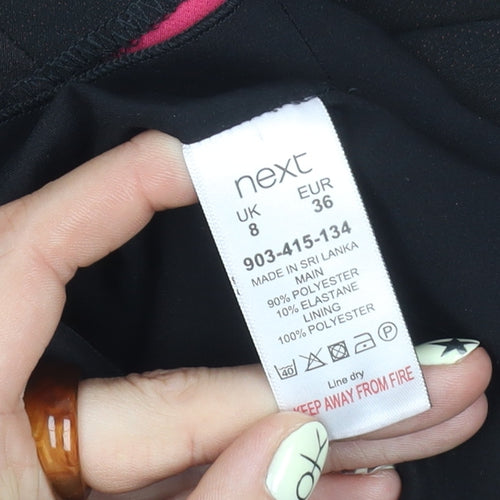 next
UK EUR
8 36
903-415-134
MADE IN SRI LANKA
MAIN
90% POLYESTER
10% ELASTANE
LINING
100% POLYESTER
40 P
Line dry
KEEP AWAY FROM FIRE
OK